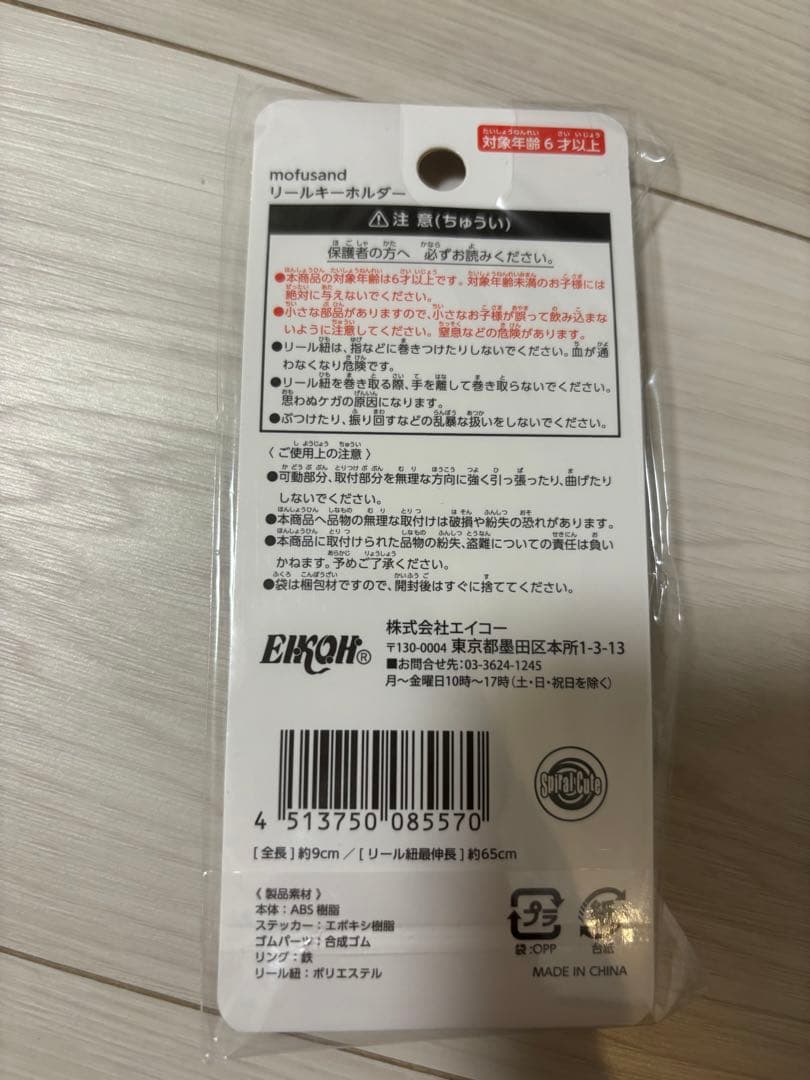 対象年齢6才以上
mofusand
リールキーホルダー
⚠注 意(ちゅうい)
保護者の方へ 必ずお読みください。
●本商品の対象年齢は6才以上です。対象年齢未満のお子様には
絶対に与えないでください。
●小さな部品がありますので、小さなお子様が誤って飲み込まな
いように注意してください。窒息などの危険があります。
●リール紐は、指などに巻きつけたりしないでください。血が通
わなくなり危険です。
●リール紐を巻き取る際、手を離して巻き取らないでください。
思わぬケガの原因になります。
●ぶつけたり、振り回すなどの乱暴な扱いをしないでください。
〈ご使用上の注意〉
●可動部分、取付部分を無理な方向に強く引っ張ったり、曲げたり
しないでください。
●本商品へ品物の無理な取付けは破損や紛失の恐れがあります。
●本商品に取付けられた品物の紛失、盗難についての責任は負い
かねます。予めご了承ください。
●袋は梱包材ですので、開封後はすぐに捨ててください。
EIKOH®
株式会社エイコー
〒130-0004 東京都墨田区本所1-3-13
■お問合せ先:03-3624-1245
月〜金曜日10時〜17時(土・日・祝日を除く)
Spiral Cute
4 513750 085570
[全長]約9cm/[リール紐最伸長]約65cm
〈製品素材〉
本体:ABS樹脂
ステッカー:エポキシ樹脂
ゴムパーツ:合成ゴム
リング:鉄
リール紐:ポリエステル
プラ
袋:OPP
紙
台紙
MADE IN CHINA